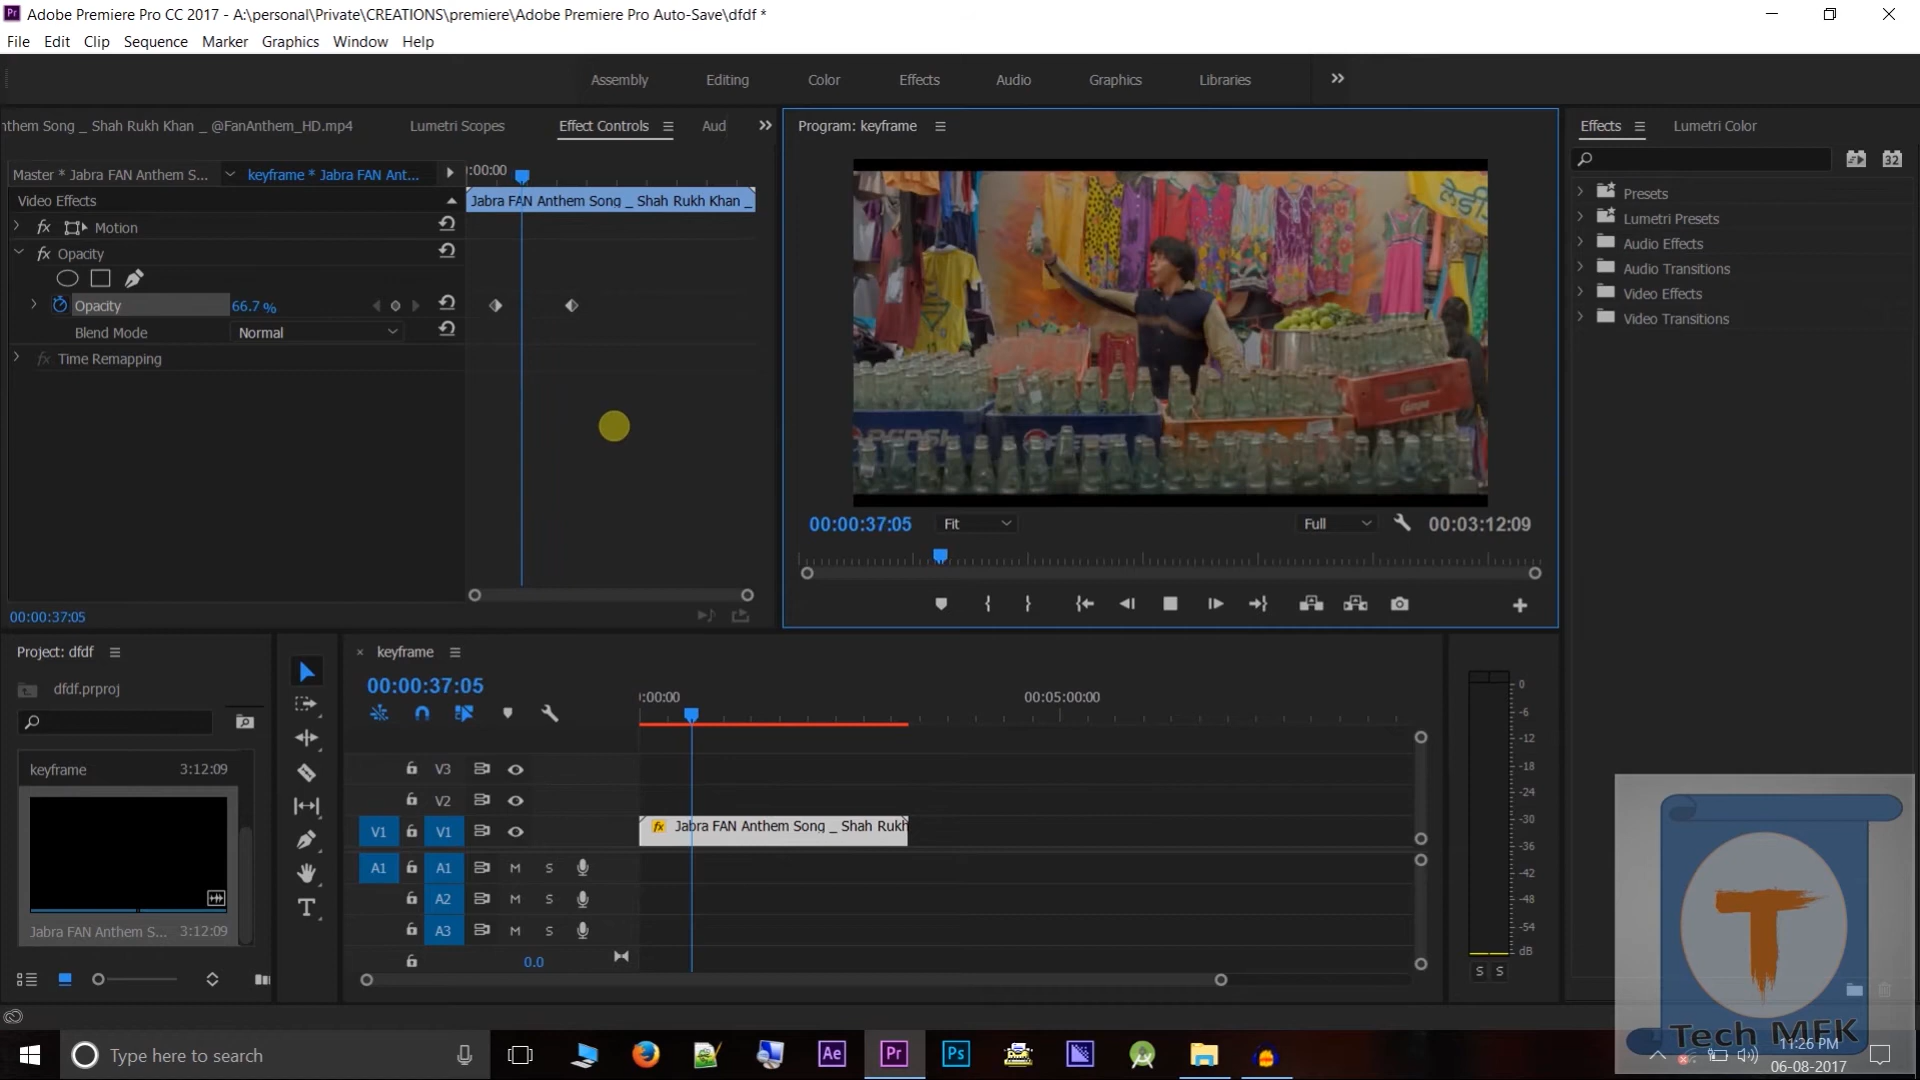 Adobe Premiere Pro CC 2017 - A:\personal\Private\CREATIONS\premiere\Adobe Premiere Pro Auto-Save\dfdf *
File Edit Clip Sequence Marker Graphics Window Help
Assembly Editing Color Effects Audio Graphics Libraries
nthem Song _ Shah Rukh Khan _ @FanAnthem_HD.mp4 Lumetri Scopes Effect Controls Aud
Program: keyframe
Effects Lumetri Color
Master * Jabra FAN Anthem S... keyframe * Jabra FAN Ant... :00:00
Video Effects Jabra FAN Anthem Song _ Shah Rukh Khan _
Motion
Opacity
Opacity 66.7 %
Blend Mode Normal
Time Remapping
00:00:37:05
PEPSI
Presets
Lumetri Presets
Audio Effects
Audio Transitions
Video Effects
Video Transitions
32
00:00:37:05 Fit Full 00:03:12:09
Project: dfdf
dfdf.prproj
keyframe 3:12:09
Jabra FAN Anthem S... 3:12:09
T
keyframe
00:00:37:05
:00:00 00:05:00:00
V3
V2
V1 V1 fx Jabra FAN Anthem Song _ Shah Rukh
A1 A1 M S
A2 M S
A3 M S
0.0
0
-6
-12
-18
-24
-30
-36
-42
-48
-54
dB
S S
T
Tech MFK
Type here to search
Ae Pr Ps
11:26 PM
06-08-2017